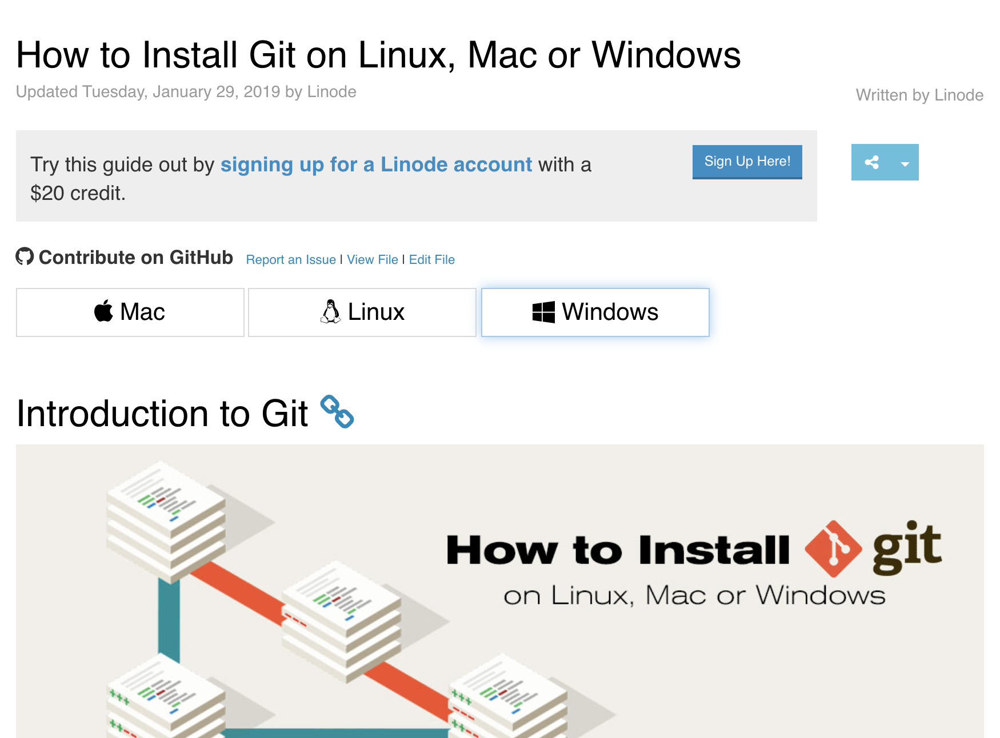 How to Install Git on Linux, Mac or Windows
Updated Tuesday, January 29, 2019 by Linode
Written by Linode
Try this guide out by signing up for a Linode account with a
$20 credit.
Sign Up Here!
Contribute on GitHub Report an Issue | View File | Edit File
Mac
Linux
Windows
Introduction to Git
How to Install git
on Linux, Mac or Windows